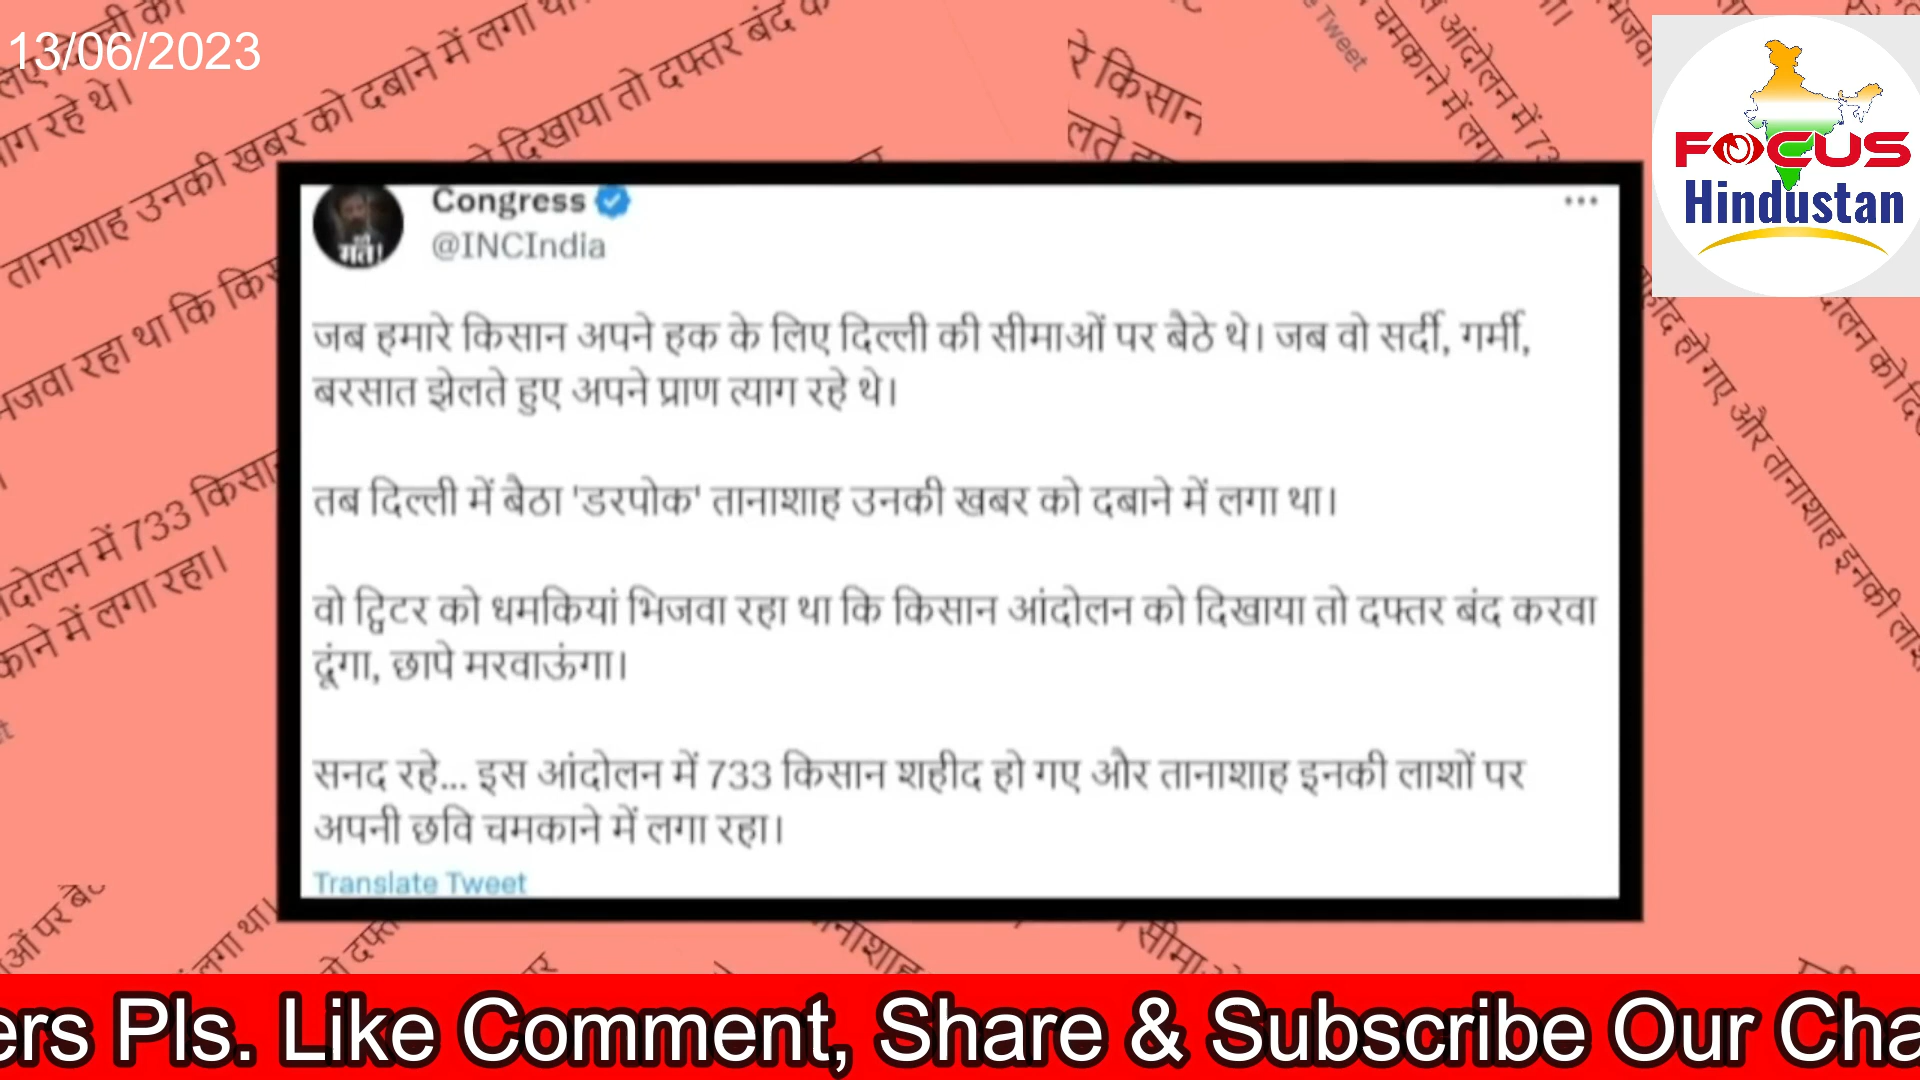 13/06/2023
FOCUS
Hindustan
Congress
@INCIndia
गत!
जब हमारे किसान अपने हक के लिए दिल्ली की सीमाओं पर बैठे थे। जब वो सर्दी, गर्मी,
बरसात झेलते हुए अपने प्राण त्याग रहे थे।
तब दिल्ली में बैठा 'डरपोक' तानाशाह उनकी खबर को दबाने में लगा था।
वो ट्विटर को धमकियां भिजवा रहा था कि किसान आंदोलन को दिखाया तो दफ्तर बंद करवा
दूंगा, छापे मरवाऊंगा।
सनद रहे... इस आंदोलन में 733 किसान शहीद हो गए और तानाशाह इनकी लाशों पर
अपनी छवि चमकाने में लगा रहा।
Translate Tweet
Pls. Like Comment, Share & Subscribe Our